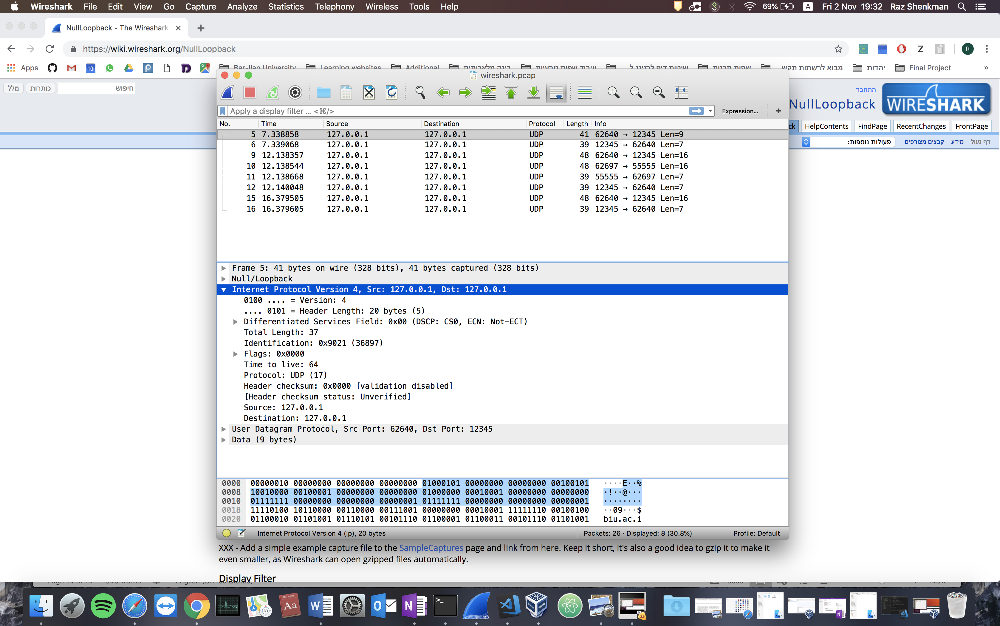 Wireshark File Edit View Go Capture Analyze Statistics Telephony Wireless Tools Help 69% A Fri 2 Nov 19:32 Raz Shenkman
NullLoopback - The Wireshark
https://wiki.wireshark.org/NullLoopback
Z R
Apps 10 Bar-Ilan University Learning websites Additional בינה מלאכותית עיבוד שפות טבעיות שיטות דיפ לרנינג ל שפות תכנות מבוא לרשתות תקש יהדות Final Project »
wireshark.pcap
מלל כותרות חיפוש
התחבר
NullLoopback
WIRESHARK
Apply a display filter ... <⌘/> Expression... +
No. Time Source Destination Protocol Length Info
ck HelpContents FindPage RecentChanges FrontPage
פעולות נוספות: קבצים מצורפים מידע דף נעול
5 7.338858 127.0.0.1 127.0.0.1 UDP 41 62640 → 12345 Len=9
6 7.339068 127.0.0.1 127.0.0.1 UDP 39 12345 → 62640 Len=7
9 12.138357 127.0.0.1 127.0.0.1 UDP 48 62640 → 12345 Len=16
10 12.138544 127.0.0.1 127.0.0.1 UDP 48 62697 → 55555 Len=16
11 12.138668 127.0.0.1 127.0.0.1 UDP 39 55555 → 62697 Len=7
12 12.140048 127.0.0.1 127.0.0.1 UDP 39 12345 → 62640 Len=7
15 16.379505 127.0.0.1 127.0.0.1 UDP 48 62640 → 12345 Len=16
16 16.379605 127.0.0.1 127.0.0.1 UDP 39 12345 → 62640 Len=7
Frame 5: 41 bytes on wire (328 bits), 41 bytes captured (328 bits)
Null/Loopback
Internet Protocol Version 4, Src: 127.0.0.1, Dst: 127.0.0.1
0100 .... = Version: 4
.... 0101 = Header Length: 20 bytes (5)
Differentiated Services Field: 0x00 (DSCP: CS0, ECN: Not-ECT)
Total Length: 37
Identification: 0x9021 (36897)
Flags: 0x0000
Time to live: 64
Protocol: UDP (17)
Header checksum: 0x0000 [validation disabled]
[Header checksum status: Unverified]
Source: 127.0.0.1
Destination: 127.0.0.1
User Datagram Protocol, Src Port: 62640, Dst Port: 12345
Data (9 bytes)
0000 00000010 00000000 00000000 00000000 01000101 00000000 00000000 00100101 ····E··%
0008 10010000 00100001 00000000 00000000 01000000 00010001 00000000 00000000 ·!··@···
0010 01111111 00000000 00000000 00000001 01111111 00000000 00000000 00000001 ········
0018 11110100 10110000 00110000 00111001 00000000 00010001 11111110 00100100 ··09···$
0020 01100010 01101001 01110101 00101110 01100001 01100011 00101110 01101001 biu.ac.i
Internet Protocol Version 4 (ip), 20 bytes Packets: 26 · Displayed: 8 (30.8%) Profile: Default
XXX - Add a simple example capture file to the SampleCaptures page and link from here. Keep it short, it's also a good idea to gzip it to make it
even smaller, as Wireshark can open gzipped files automatically.
Display Filter